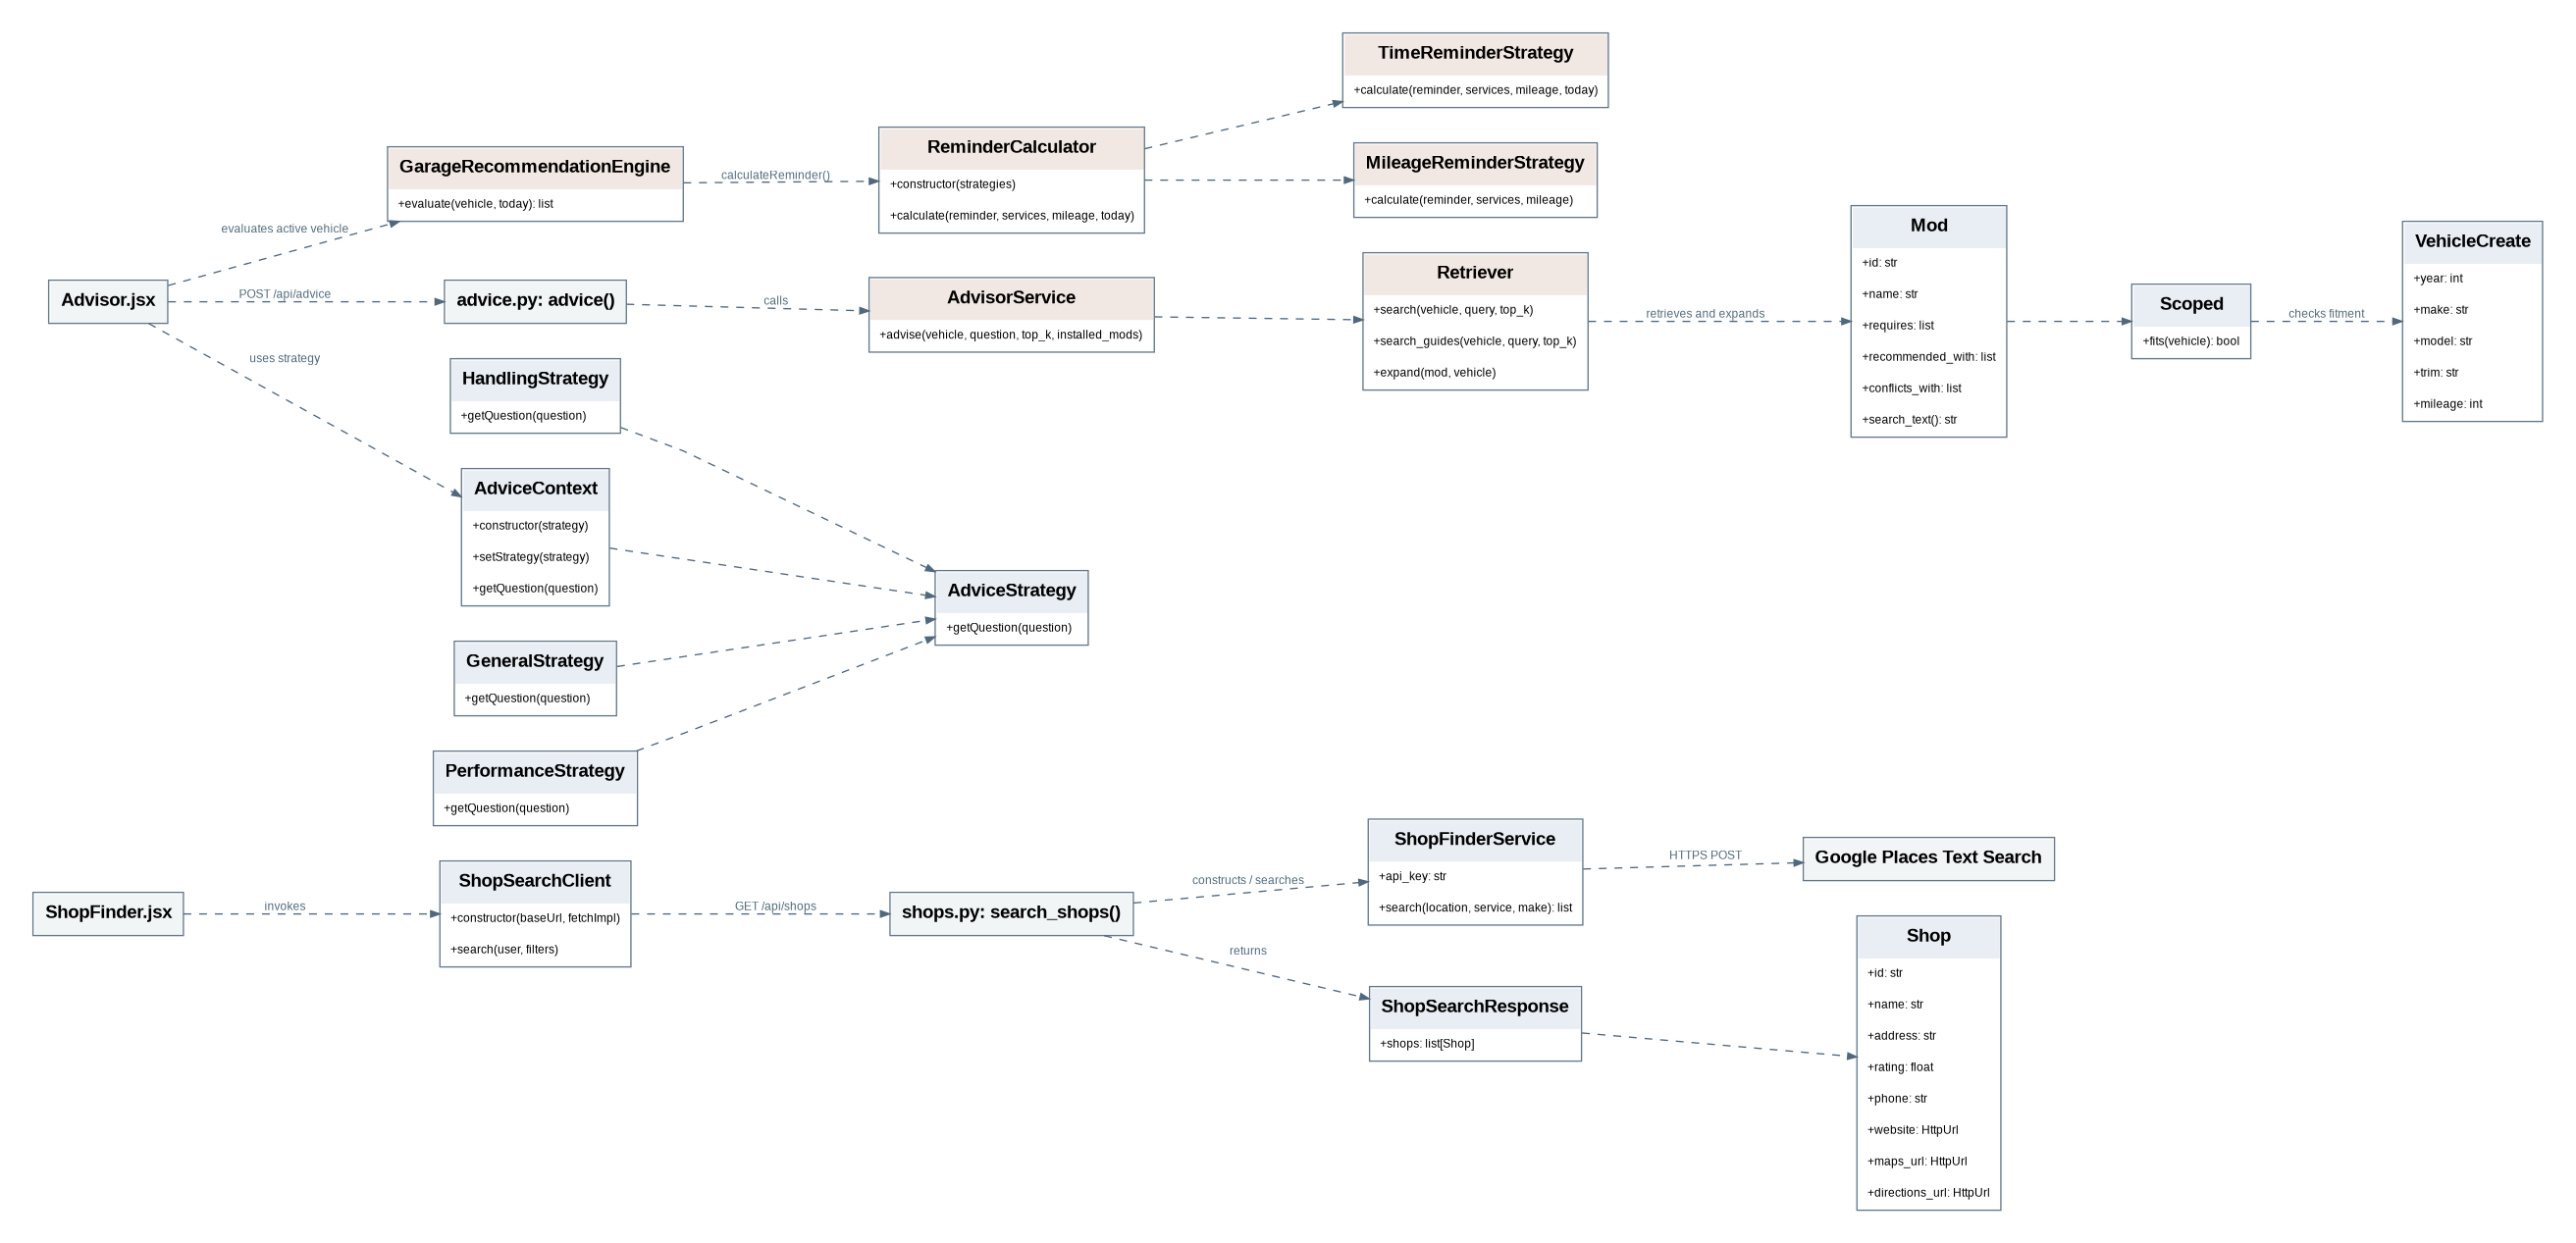 TimeReminderStrategy
+calculate(reminder, services, mileage, today)
MileageReminderStrategy
+calculate(reminder, services, mileage)
ReminderCalculator
+constructor(strategies)
+calculate(reminder, services, mileage, today)
GarageRecommendationEngine
+evaluate(vehicle, today): list
calculateReminder()
evaluates active vehicle
Advisor.jsx
POST /api/advice
advice.py: advice()
calls
AdvisorService
+advise(vehicle, question, top_k, installed_mods)
Retriever
+search(vehicle, query, top_k)
+search_guides(vehicle, query, top_k)
+expand(mod, vehicle)
retrieves and expands
Mod
+id: str
+name: str
+requires: list
+recommended_with: list
+conflicts_with: list
+search_text(): str
Scoped
+fits(vehicle): bool
checks fitment
VehicleCreate
+year: int
+make: str
+model: str
+trim: str
+mileage: int
uses strategy
HandlingStrategy
+getQuestion(question)
AdviceContext
+constructor(strategy)
+setStrategy(strategy)
+getQuestion(question)
AdviceStrategy
+getQuestion(question)
GeneralStrategy
+getQuestion(question)
PerformanceStrategy
+getQuestion(question)
ShopFinder.jsx
invokes
ShopSearchClient
+constructor(baseUrl, fetchImpl)
+search(user, filters)
GET /api/shops
shops.py: search_shops()
constructs / searches
ShopFinderService
+api_key: str
+search(location, service, make): list
HTTPS POST
Google Places Text Search
returns
ShopSearchResponse
+shops: list[Shop]
Shop
+id: str
+name: str
+address: str
+rating: float
+phone: str
+website: HttpUrl
+maps_url: HttpUrl
+directions_url: HttpUrl